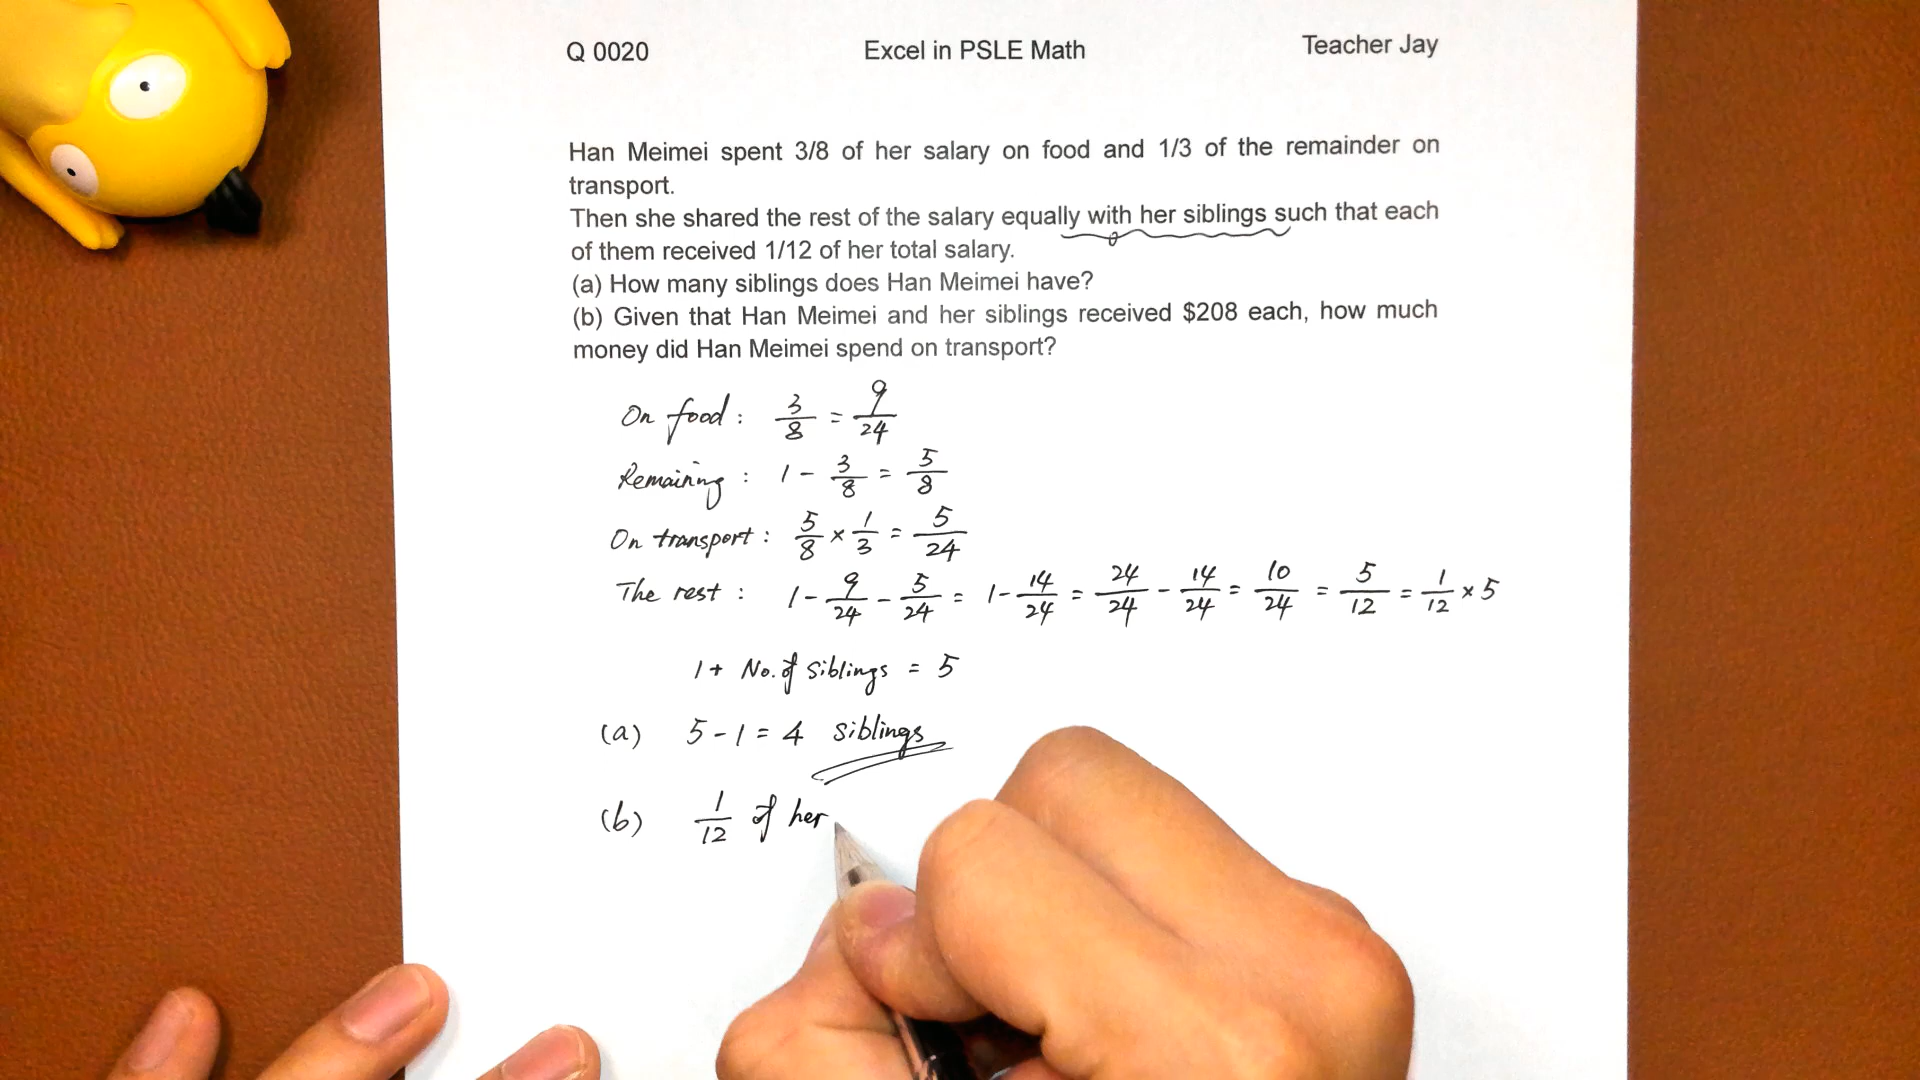 Q 0020 Excel in PSLE Math Teacher Jay
Han Meimei spent 3/8 of her salary on food and 1/3 of the remainder on
transport.
Then she shared the rest of the salary equally with her siblings such that each
of them received 1/12 of her total salary.
(a) How many siblings does Han Meimei have?
(b) Given that Han Meimei and her siblings received $208 each, how much
money did Han Meimei spend on transport?
On food : 3/8 = 9/24
Remaining : 1 - 3/8 = 5/8
On transport : 5/8 × 1/3 = 5/24
The rest : 1 - 9/24 - 5/24 = 1 - 14/24 = 24/24 - 14/24 = 10/24 = 5/12 = 1/12 × 5
1 + No. of siblings = 5
(a) 5 - 1 = 4 siblings
(b) 1/12 of her